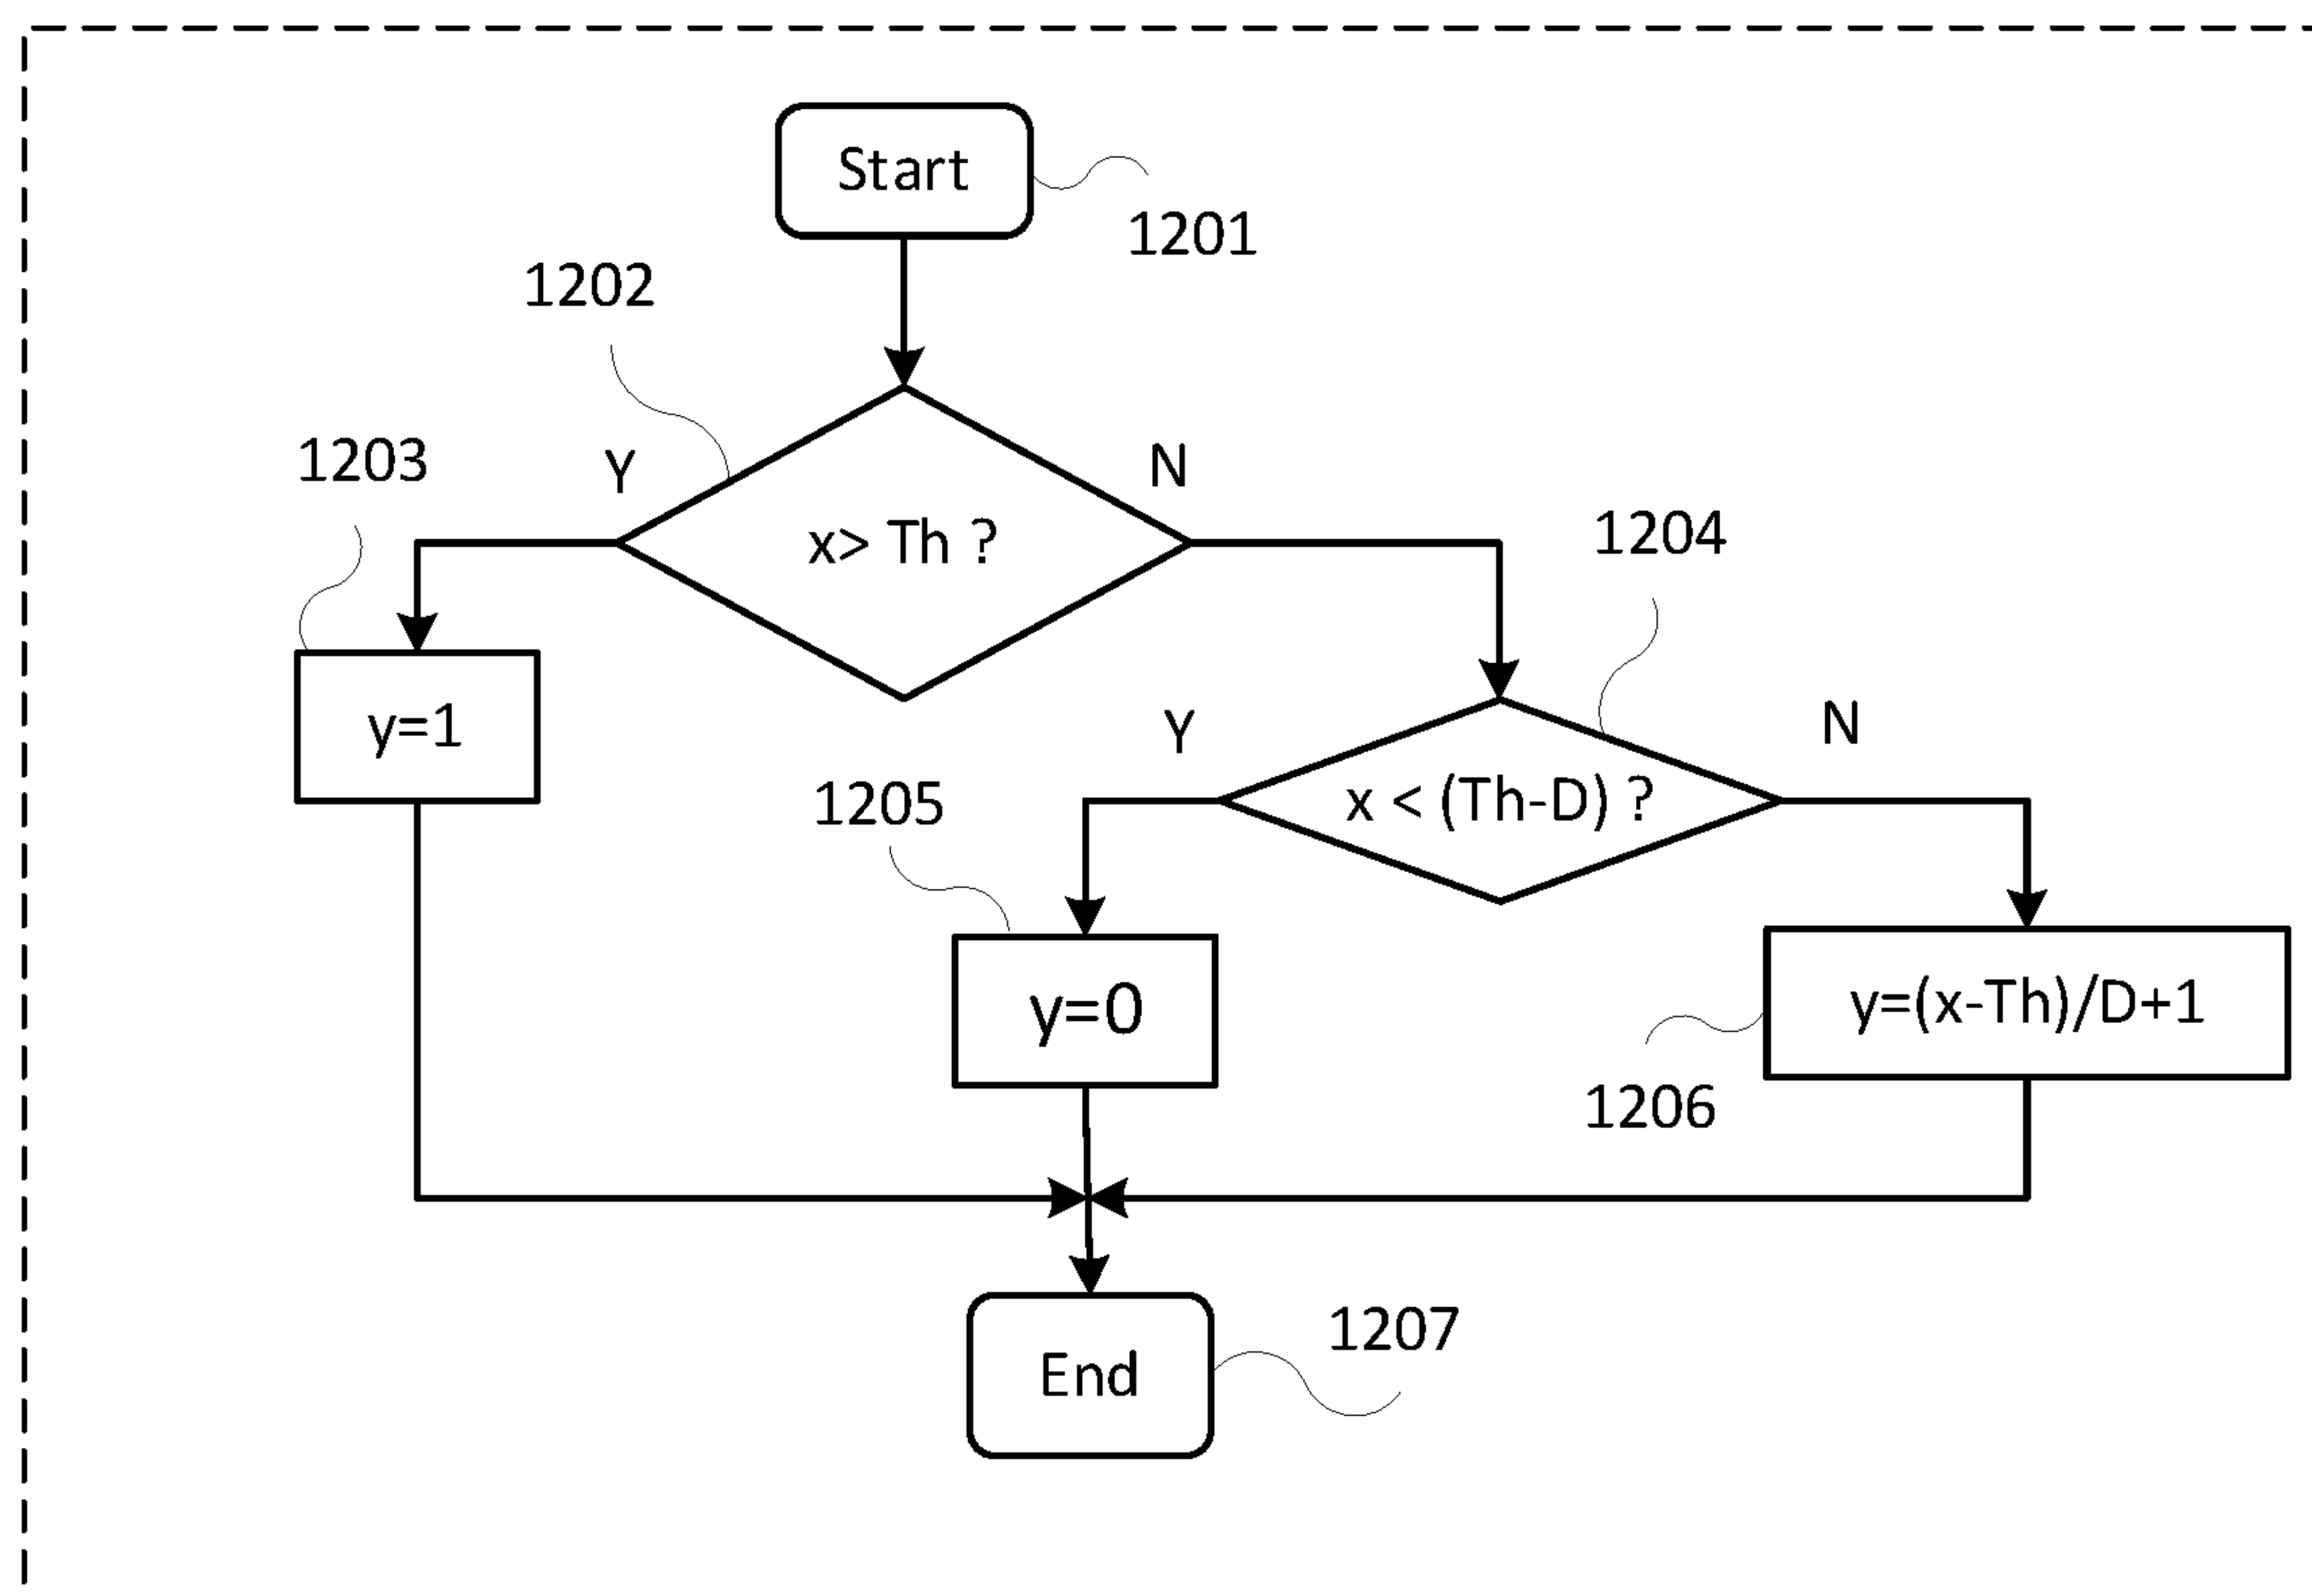 Start
1201
1202
1203
Y
N
x> Th ?
1204
y=1
Y
N
x < (Th-D) ?
1205
y=0
y=(x-Th)/D+1
1206
End
1207